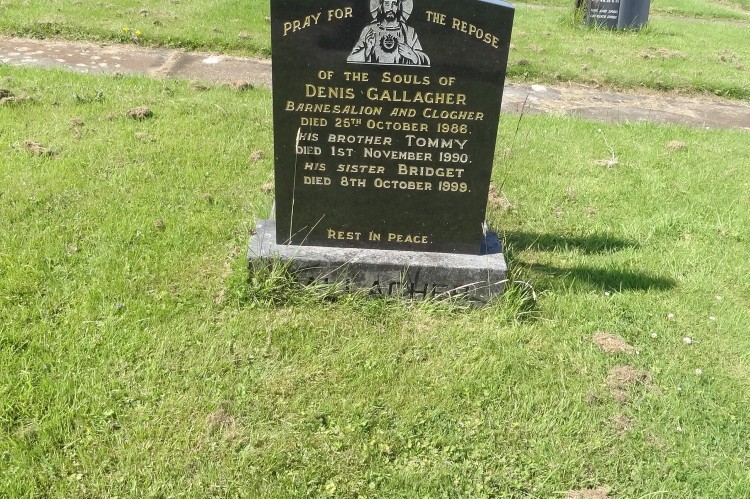 PRAY FOR THE REPOSE
OF THE SOULS OF
DENIS GALLAGHER
BARNESALION AND CLOGHER
DIED 25TH OCTOBER 1986.
HIS BROTHER TOMMY
DIED 1ST NOVEMBER 1990.
HIS SISTER BRIDGET
DIED 8TH OCTOBER 1999.
REST IN PEACE.